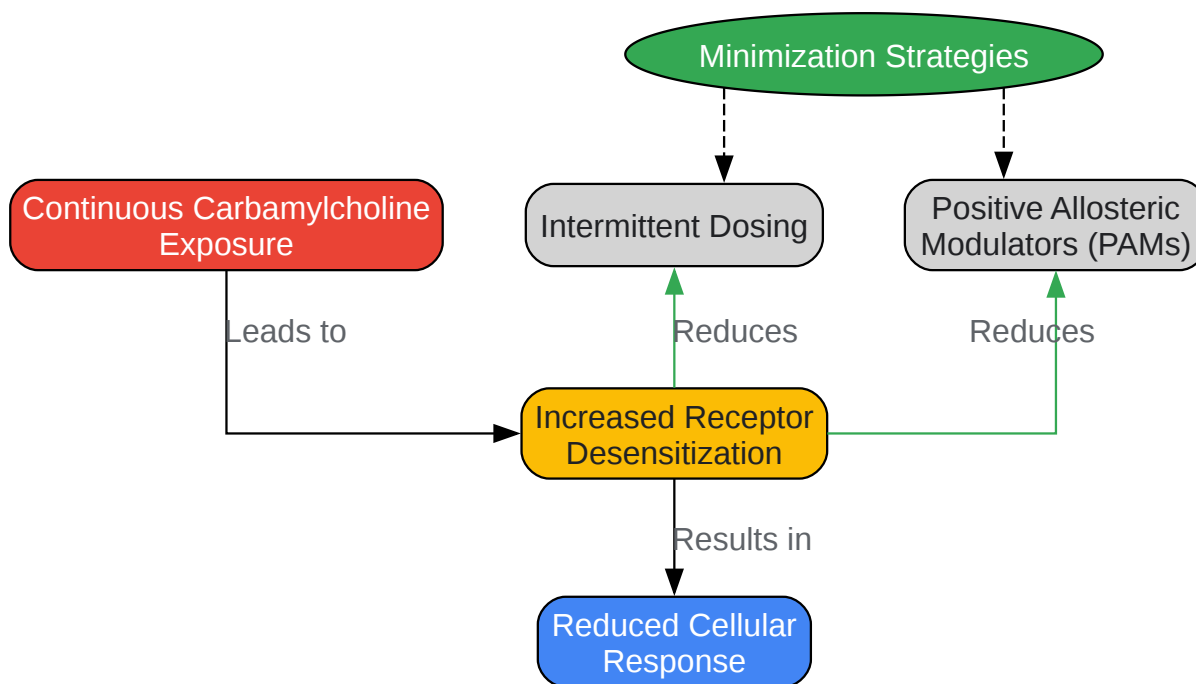 Minimization Strategies
Continuous Carbamylcholine
Exposure
Intermittent Dosing
Positive Allosteric
Modulators (PAMs)
Leads to
Reduces
Reduces
Increased Receptor
Desensitization
Results in
Reduced Cellular
Response